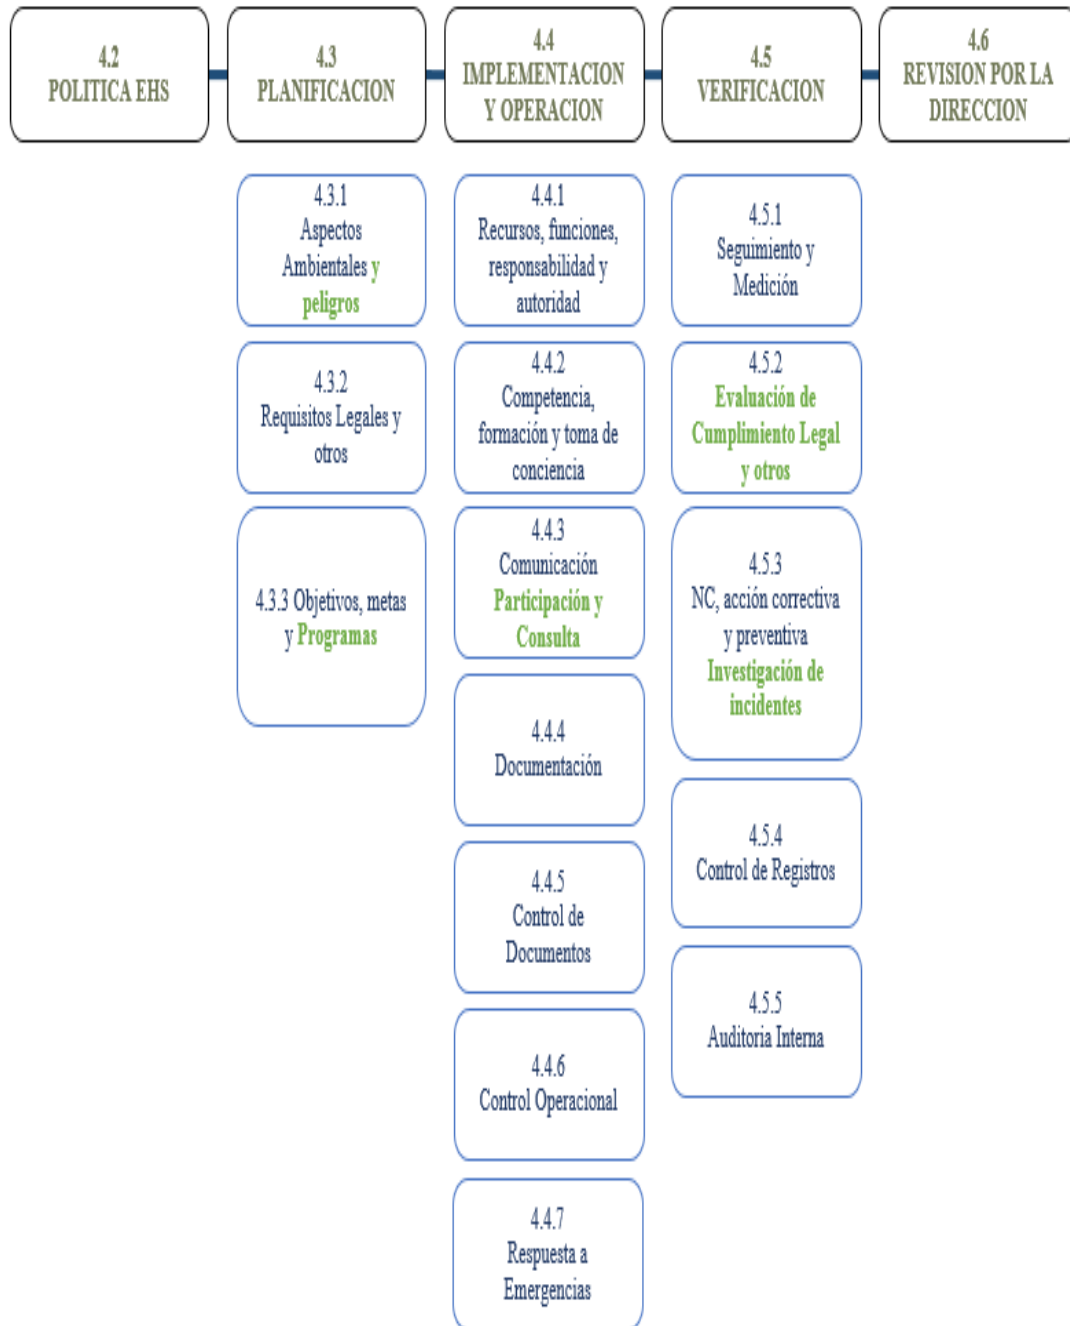 4.2
POLITICA EHS
4.3
PLANIFICACION
4.4
IMPLEMENTACION
Y OPERACION
4.5
VERIFICACION
4.6
REVISION POR LA
DIRECCION
4.3.1
Aspectos
Ambientales y
peligros
4.3.2
Requisitos Legales y
otros
4.3.3 Objetivos, metas
y Programas
4.4.1
Recursos, funciones,
responsabilidad y
autoridad
4.4.2
Competencia,
formación y toma de
conciencia
4.4.3
Comunicación
Participación y
Consulta
4.4.4
Documentación
4.4.5
Control de
Documentos
4.4.6
Control Operacional
4.4.7
Respuesta a
Emergencias
4.5.1
Seguimiento y
Medición
4.5.2
Evaluación de
Cumplimiento Legal
y otros
4.5.3
NC, acción correctiva
y preventiva
Investigación de
incidentes
4.5.4
Control de Registros
4.5.5
Auditoria Interna